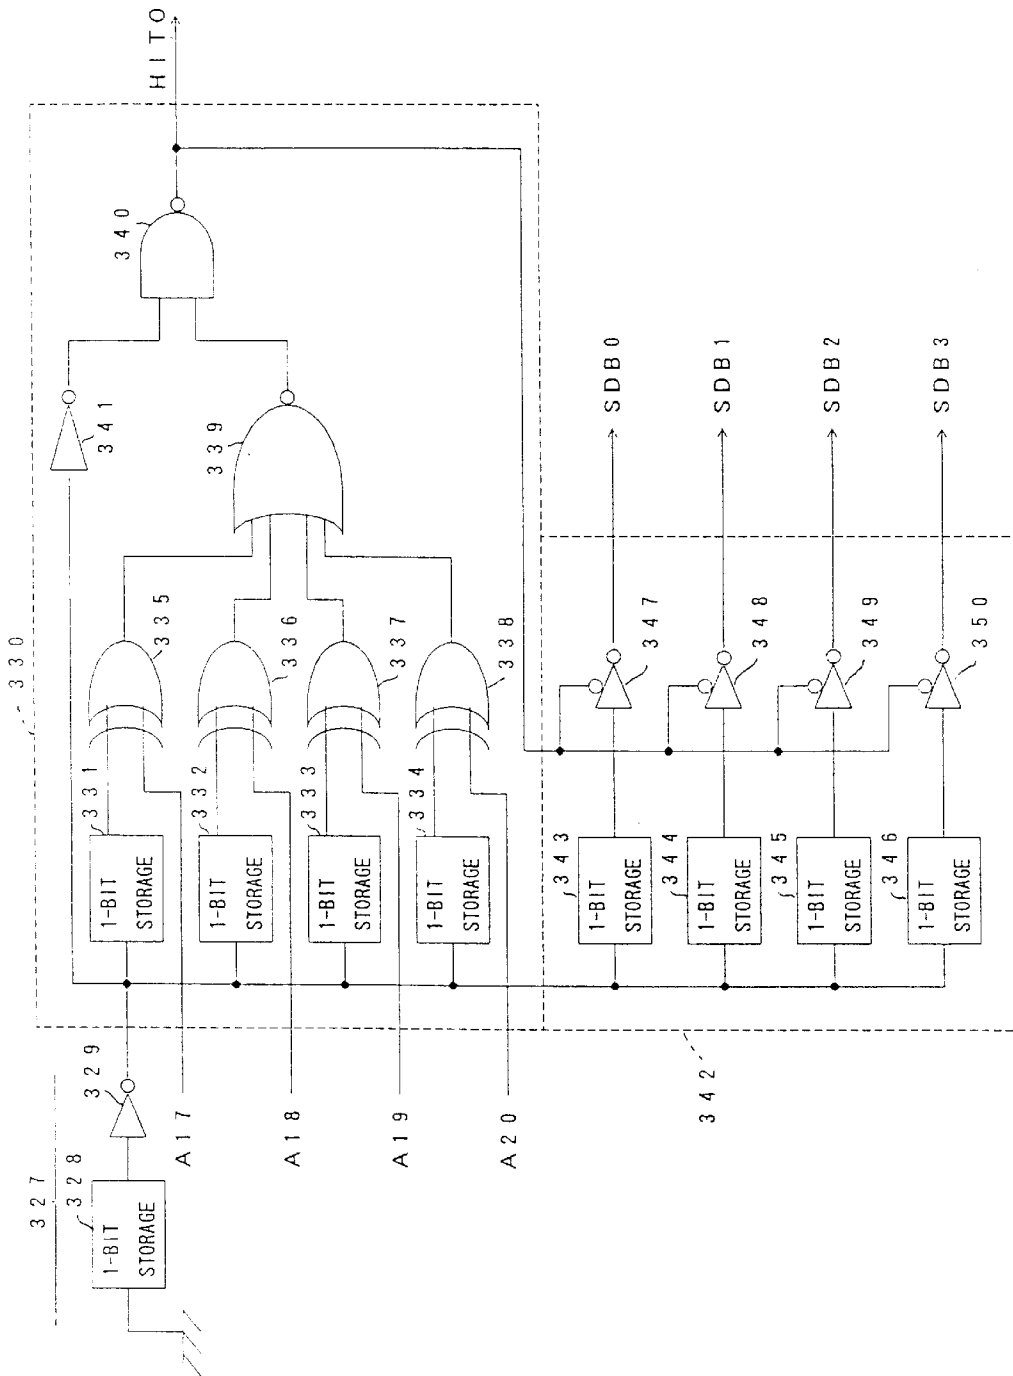 330
327
328
1-BIT
STORAGE
329
331
1-BIT
STORAGE
335
341
340
HIT0
A17
332
1-BIT
STORAGE
336
339
A18
333
1-BIT
STORAGE
337
A19
334
1-BIT
STORAGE
338
A20
343
1-BIT
STORAGE
347
SDB0
344
1-BIT
STORAGE
348
SDB1
342
345
1-BIT
STORAGE
349
SDB2
346
1-BIT
STORAGE
350
SDB3